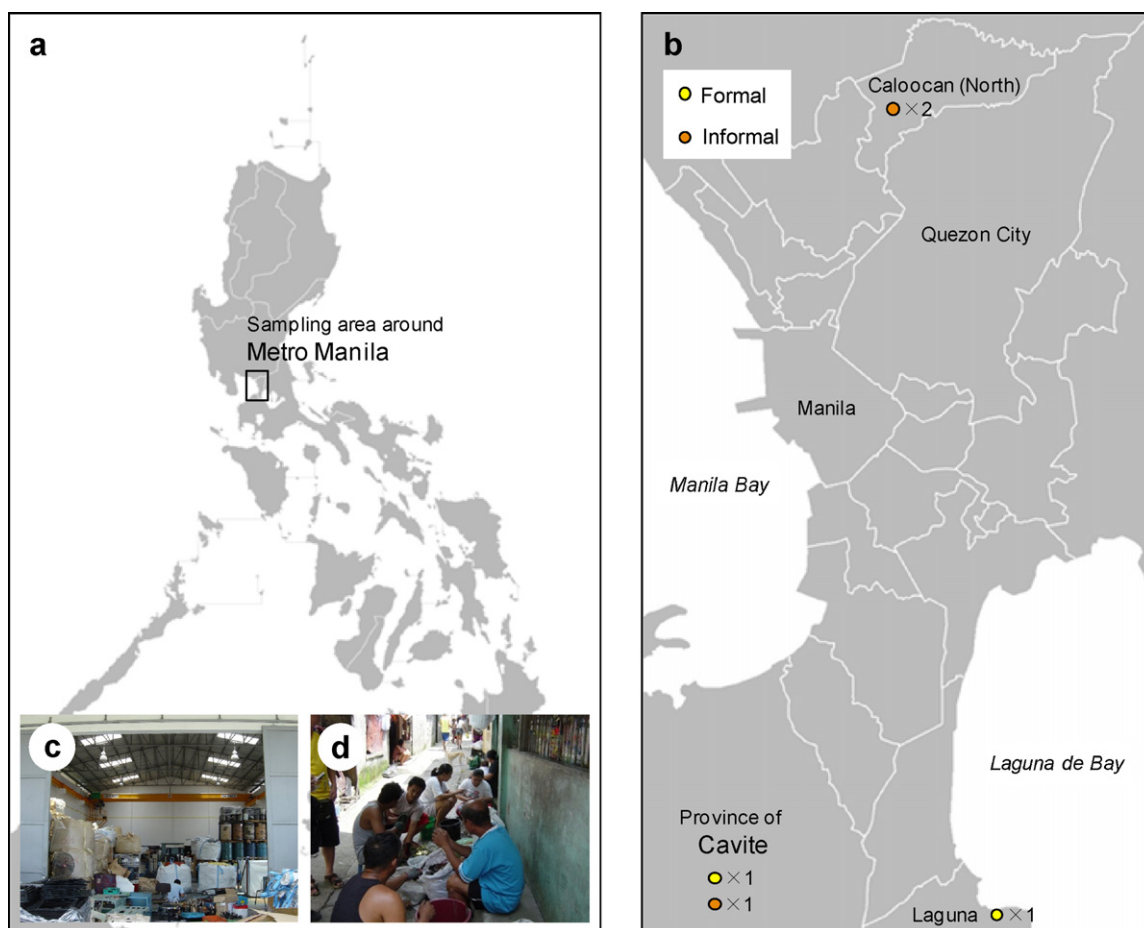 a
Sampling area around
Metro Manila
c
d
b
Formal
Informal
Caloocan (North)
×2
Quezon City
Manila
Manila Bay
Laguna de Bay
Province of
Cavite
×1
×1
Laguna ×1